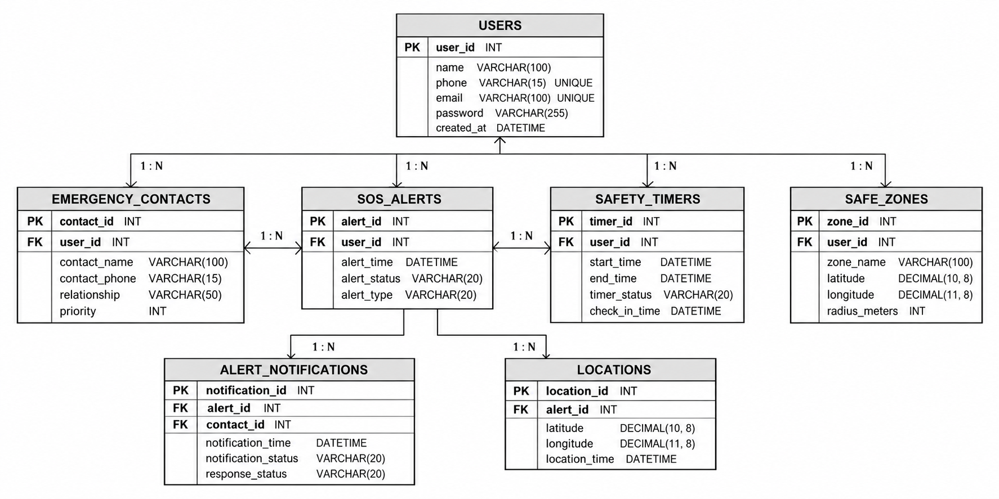 USERS
PK user_id INT
name VARCHAR(100)
phone VARCHAR(15) UNIQUE
email VARCHAR(100) UNIQUE
password VARCHAR(255)
created_at DATETIME
1 : N
1 : N
1 : N
1 : N
EMERGENCY_CONTACTS
PK contact_id INT
FK user_id INT
contact_name VARCHAR(100)
contact_phone VARCHAR(15)
relationship VARCHAR(50)
priority INT
1 : N
SOS_ALERTS
PK alert_id INT
FK user_id INT
alert_time DATETIME
alert_status VARCHAR(20)
alert_type VARCHAR(20)
1 : N
SAFETY_TIMERS
PK timer_id INT
FK user_id INT
start_time DATETIME
end_time DATETIME
timer_status VARCHAR(20)
check_in_time DATETIME
SAFE_ZONES
PK zone_id INT
FK user_id INT
zone_name VARCHAR(100)
latitude DECIMAL(10, 8)
longitude DECIMAL(11, 8)
radius_meters INT
1 : N
1 : N
ALERT_NOTIFICATIONS
PK notification_id INT
FK alert_id INT
FK contact_id INT
notification_time DATETIME
notification_status VARCHAR(20)
response_status VARCHAR(20)
LOCATIONS
PK location_id INT
FK alert_id INT
latitude DECIMAL(10, 8)
longitude DECIMAL(11, 8)
location_time DATETIME